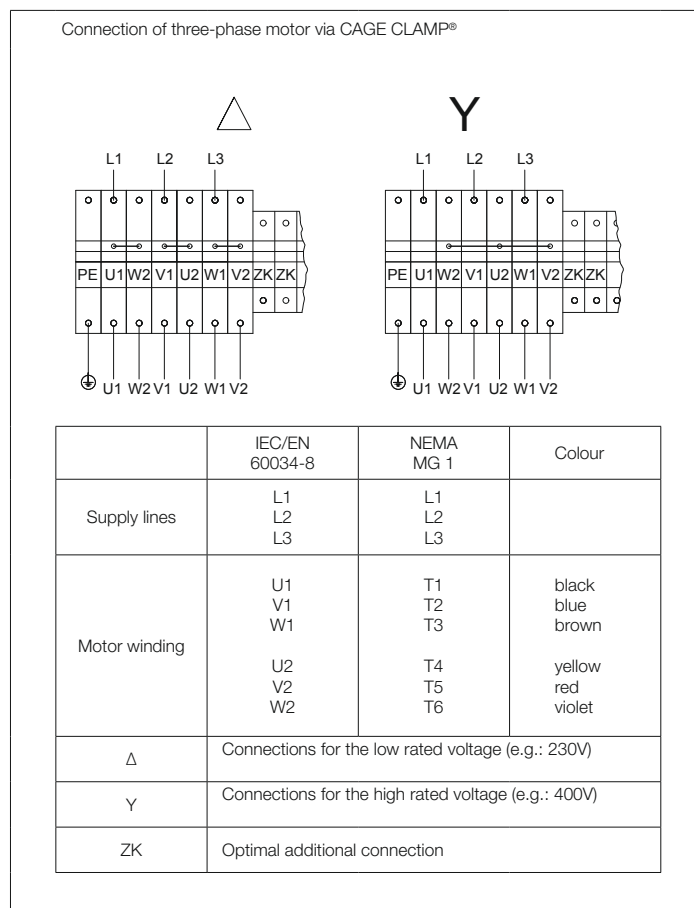 Connection of three-phase motor via CAGE CLAMP®
△ Y
L1 L2 L3 L1 L2 L3
PE U1 W2 V1 U2 W1 V2 ZK ZK PE U1 W2 V1 U2 W1 V2 ZK ZK
U1 W2 V1 U2 W1 V2 U1 W2 V1 U2 W1 V2
IEC/EN
60034-8
NEMA
MG 1
Colour
Supply lines
L1 L1
L2 L2
L3 L3
Motor winding
U1 T1 black
V1 T2 blue
W1 T3 brown
U2 T4 yellow
V2 T5 red
W2 T6 violet
Δ Connections for the low rated voltage (e.g.: 230V)
Y Connections for the high rated voltage (e.g.: 400V)
ZK Optimal additional connection